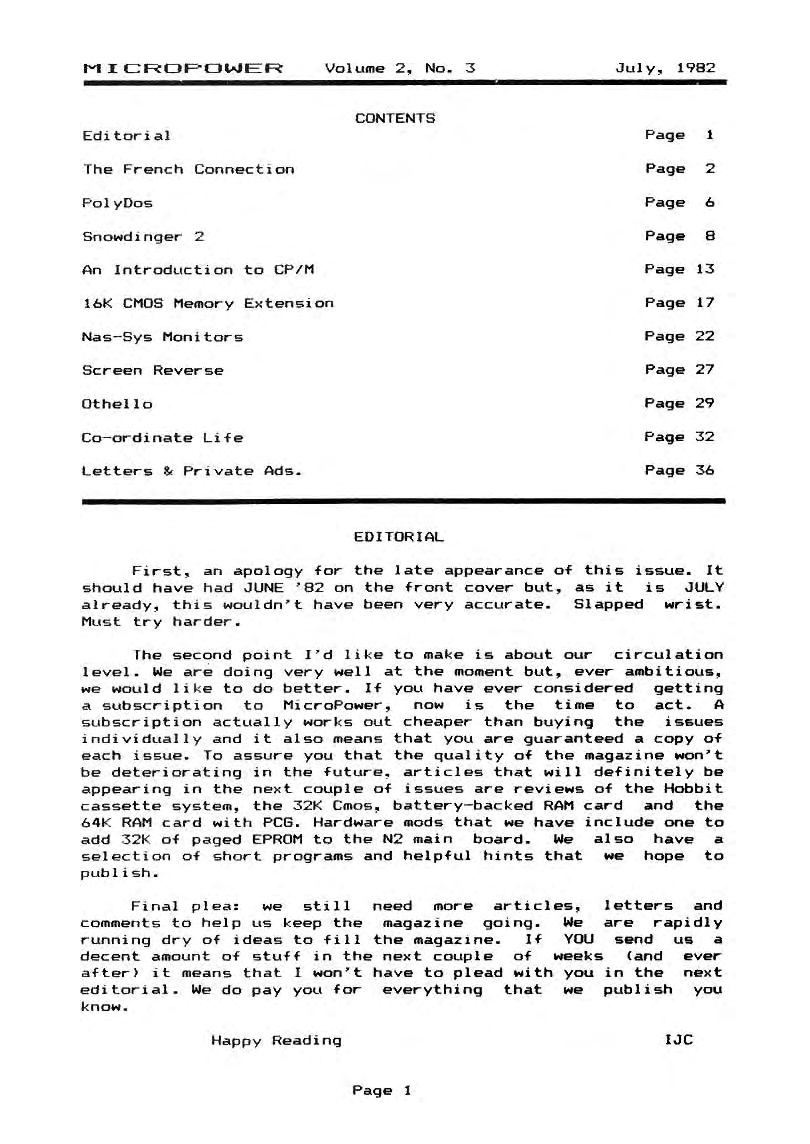 MICROPOWER Volume 2, No. 3 July, 1982
CONTENTS
Editorial Page 1
The French Connection Page 2
PolyDos Page 6
Snowdinger 2 Page 8
An Introduction to CP/M Page 13
16K CMOS Memory Extension Page 17
Nas-Sys Monitors Page 22
Screen Reverse Page 27
Othello Page 29
Co-ordinate Life Page 32
Letters & Private Ads. Page 36
EDITORIAL
First, an apology for the late appearance of this issue. It
should have had JUNE '82 on the front cover but, as it is JULY
already, this wouldn't have been very accurate. Slapped wrist.
Must try harder.
The second point I'd like to make is about our circulation
level. We are doing very well at the moment but, ever ambitious,
we would like to do better. If you have ever considered getting
a subscription to MicroPower, now is the time to act. A
subscription actually works out cheaper than buying the issues
individually and it also means that you are guaranteed a copy of
each issue. To assure you that the quality of the magazine won't
be deteriorating in the future, articles that will definitely be
appearing in the next couple of issues are reviews of the Hobbit
cassette system, the 32K Cmos, battery-backed RAM card and the
64K RAM card with PCG. Hardware mods that we have include one to
add 32K of paged EPROM to the N2 main board. We also have a
selection of short programs and helpful hints that we hope to
publish.
Final plea: we still need more articles, letters and
comments to help us keep the magazine going. We are rapidly
running dry of ideas to fill the magazine. If YOU send us a
decent amount of stuff in the next couple of weeks (and ever
after) it means that I won't have to plead with you in the next
editorial. We do pay you for everything that we publish you
know.
Happy Reading IJC
Page 1